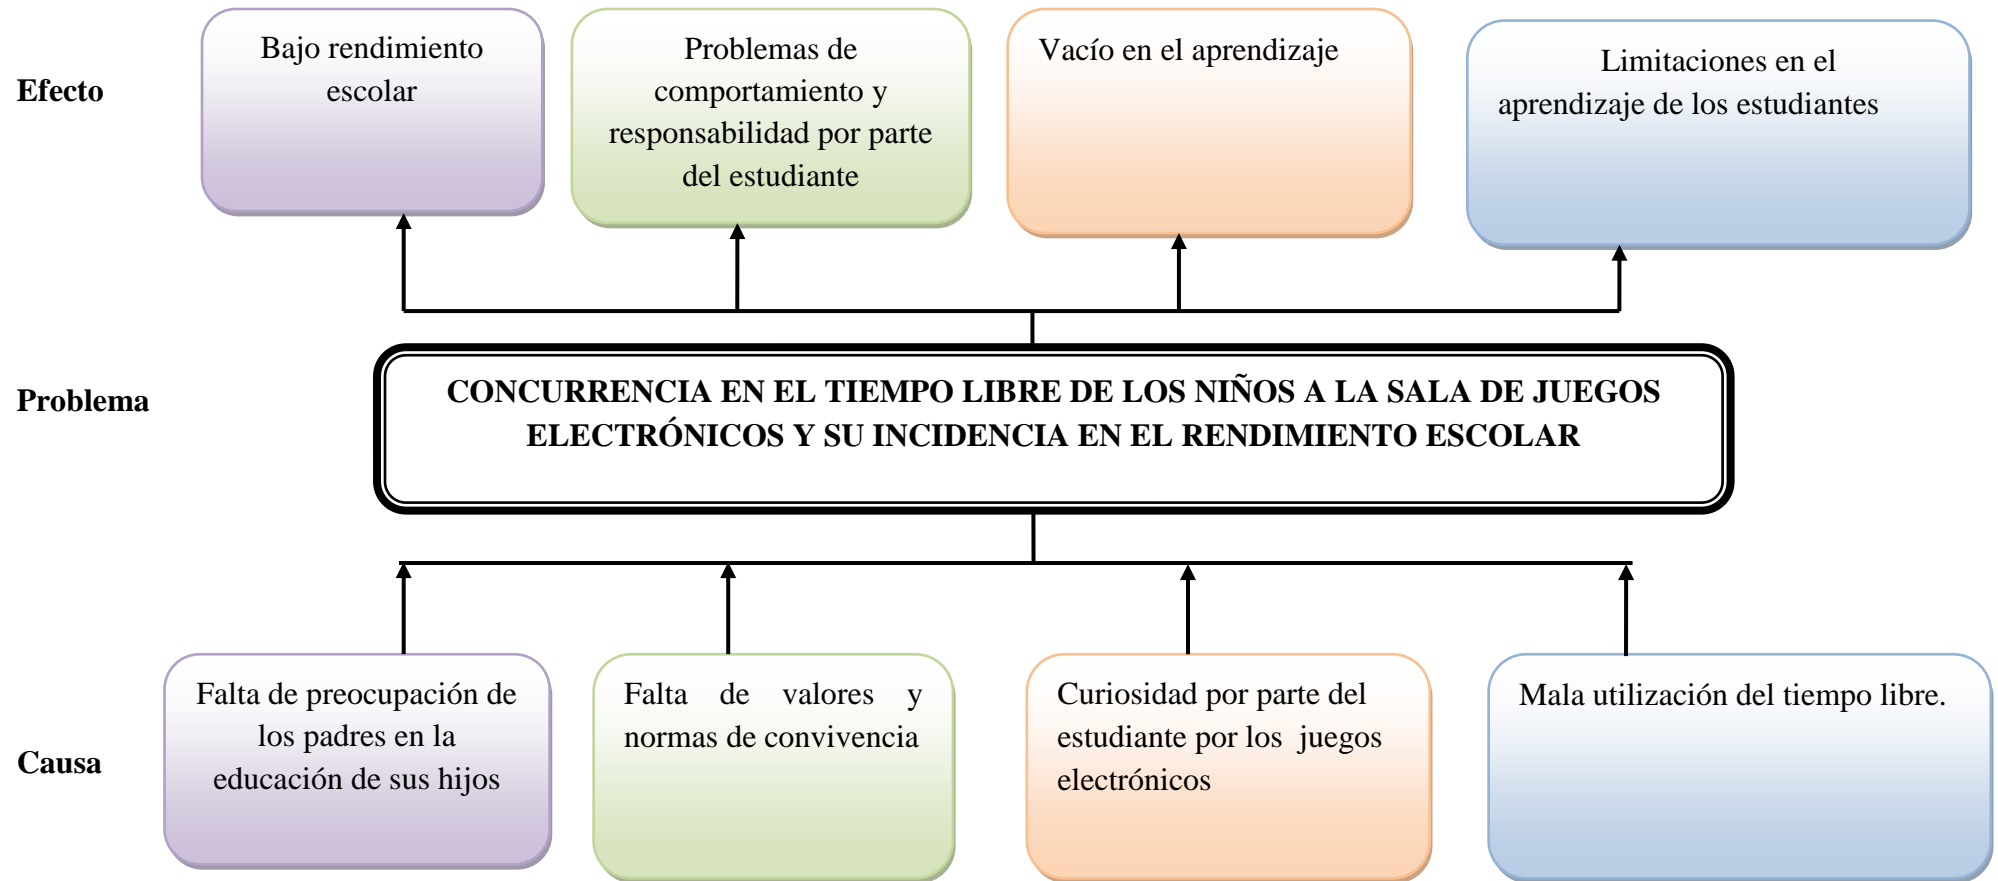 Efecto
Bajo rendimiento
escolar
Problemas de
comportamiento y
responsabilidad por parte
del estudiante
Vacío en el aprendizaje
Limitaciones en el
aprendizaje de los estudiantes
Problema
CONCURRENCIA EN EL TIEMPO LIBRE DE LOS NIÑOS A LA SALA DE JUEGOS
ELECTRÓNICOS Y SU INCIDENCIA EN EL RENDIMIENTO ESCOLAR
Causa
Falta de preocupación de
los padres en la
educación de sus hijos
Falta de valores y
normas de convivencia
Curiosidad por parte del
estudiante por los juegos
electrónicos
Mala utilización del tiempo libre.